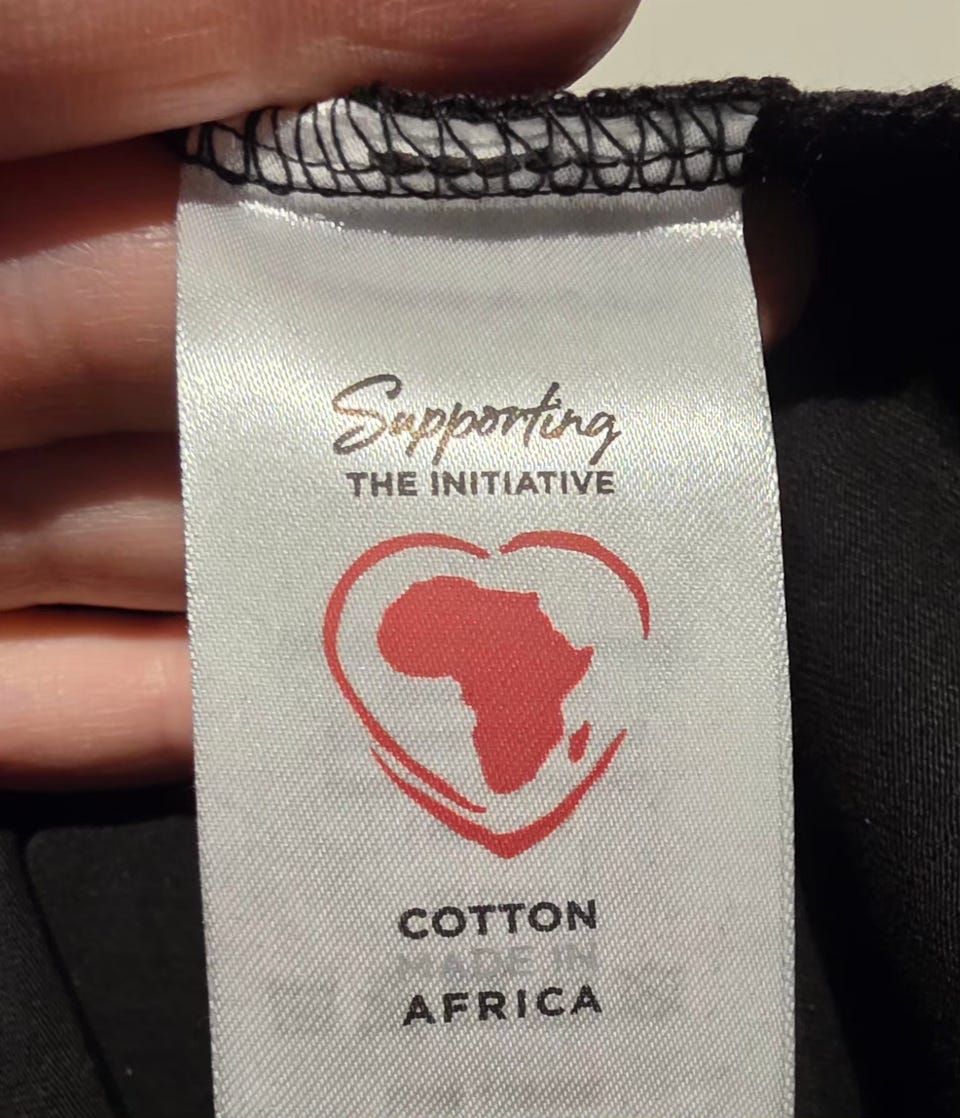 Supporting
THE INITIATIVE
COTTON
MADE IN
AFRICA